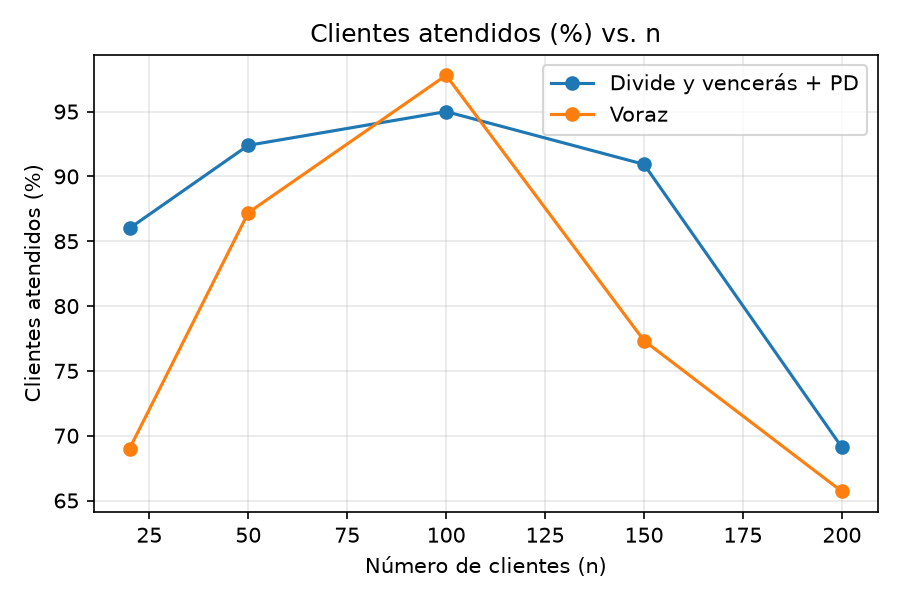 Clientes atendidos (%) vs. n
Divide y vencerás + PD
Voraz
Clientes atendidos (%)
95
90
85
80
75
70
65
25 50 75 100 125 150 175 200
Número de clientes (n)